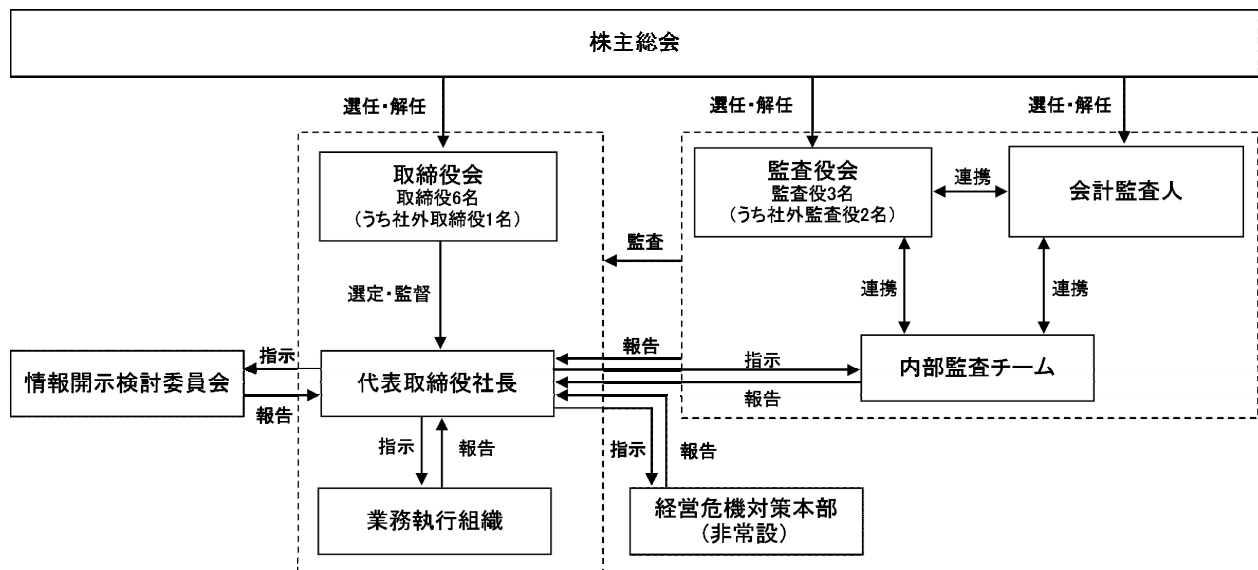 株主総会
選任・解任
選任・解任
選任・解任
取締役会
取締役6名
(うち社外取締役1名)
監査役会
監査役3名
(うち社外監査役2名)
連携
会計監査人
監査
選定・監督
連携
連携
情報開示検討委員会
指示
報告
代表取締役社長
報告
指示
報告
内部監査チーム
指示
報告
指示
報告
業務執行組織
経営危機対策本部
(非常設)